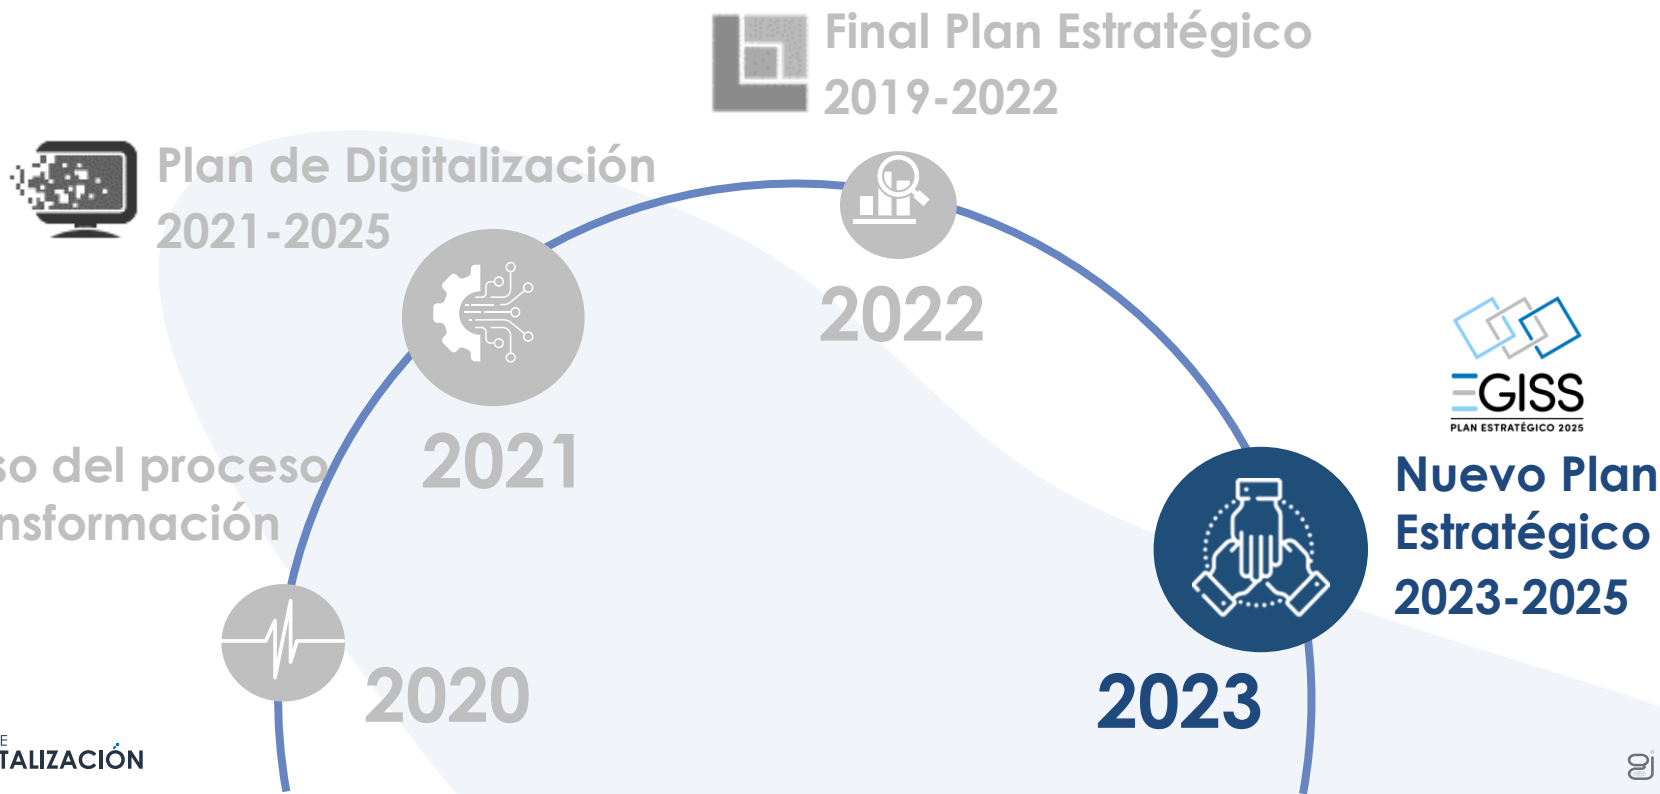 Final Plan Estratégico
2019-2022
Plan de Digitalización
2021-2025
2022
2021
EGISS
PLAN ESTRATÉGICO 2025
so del proceso
nsformación
Nuevo Plan
Estratégico
2023-2025
2020
2023
E
TALIZACIÓN